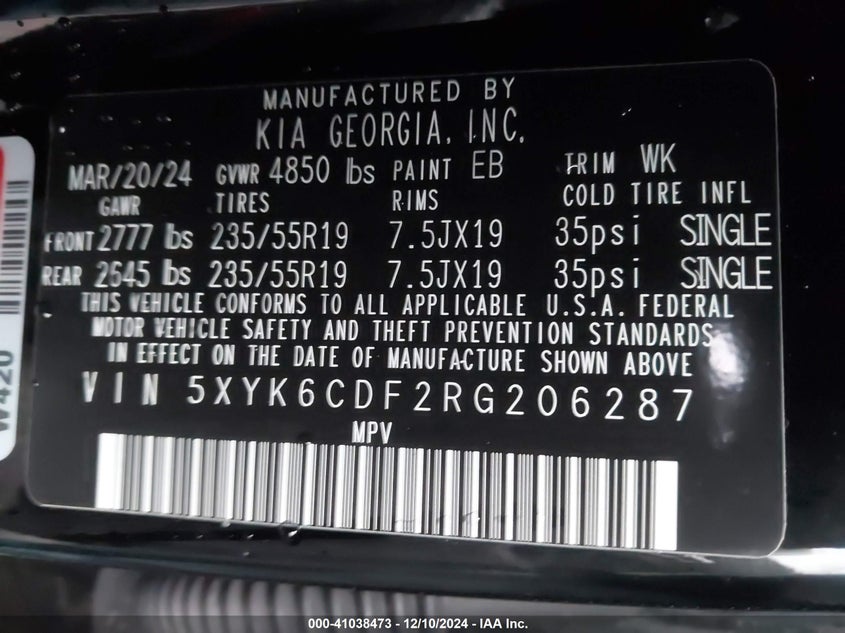 MANUFACTURED BY
KIA GEORGIA, INC.
MAR/20/24 GVWR 4850 lbs PAINT EB TRIM WK
GAWR TIRES RIMS COLD TIRE INFL
FRONT 2777 lbs 235/55R19 7.5JX19 35psi SINGLE
REAR 2645 lbs 235/55R19 7.5JX19 35psi SINGLE
THIS VEHICLE CONFORMS TO ALL APPLICABLE U.S.A. FEDERAL
MOTOR VEHICLE SAFETY AND THEFT PREVENTION STANDARDS
IN EFFECT ON THE DATE OF MANUFACTURE SHOWN ABOVE
VIN 5XYK6CDF2RG206287
MPV
W420
000-41038473 - 12/10/2024 - IAA Inc.